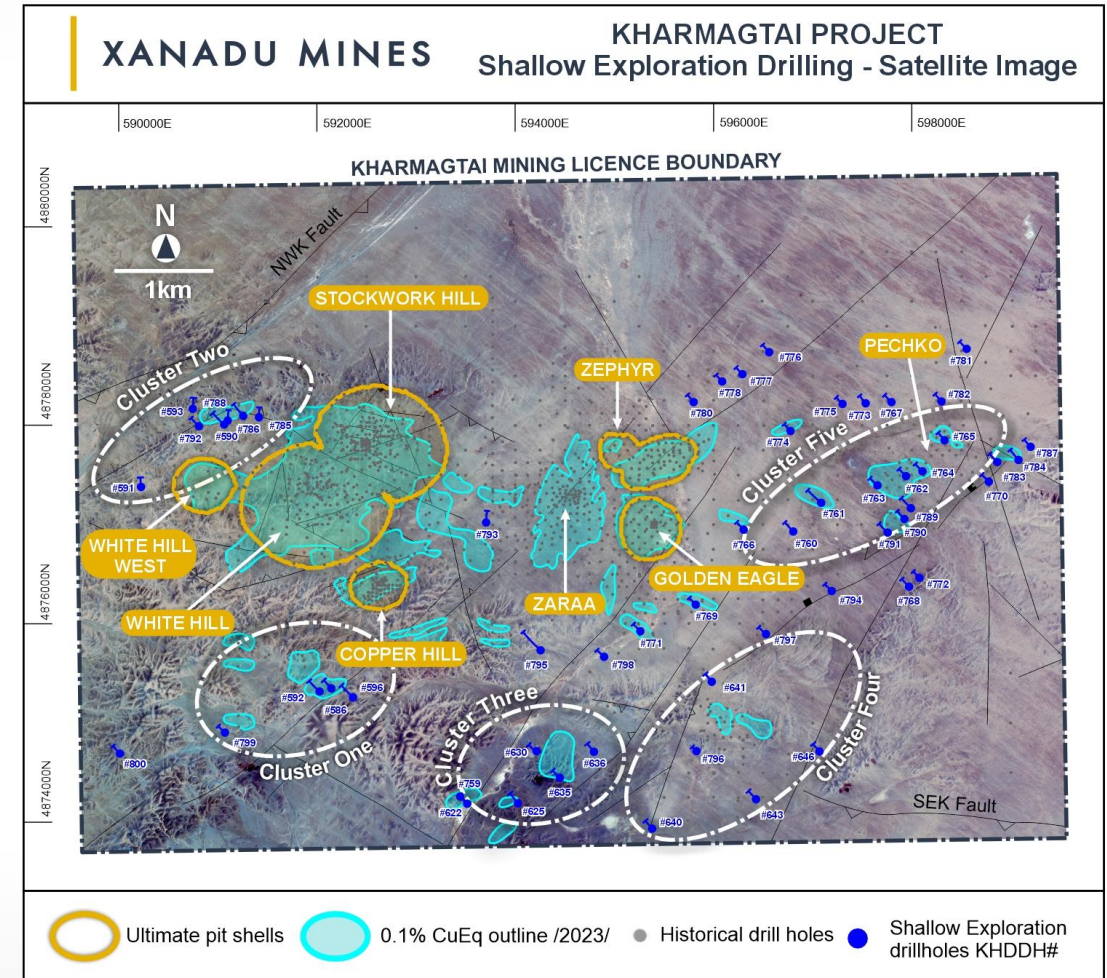 XANADU MINES
KHARMAGTAI PROJECT
Shallow Exploration Drilling - Satellite Image
590000E
592000E
594000E
596000E
598000E
KHARMAGTAI MINING LICENCE BOUNDARY
4880000N
4878000N
4876000N
4874000N
N
1km
NWK Fault
STOCKWORK HILL
ZEPHYR
PECHKO
#776
#777
#778
#780
#781
#782
#775
#773
#767
#774
Cluster Two
#593
#788
#792
#590
#786
#785
#591
Cluster Five
#765
#787
#784
#783
#770
#764
#762
#763
#761
#789
#790
#791
#760
#766
#793
WHITE HILL
WEST
WHITE HILL
COPPER HILL
ZARAA
GOLDEN EAGLE
#772
#768
#794
#769
#771
#797
#795
#798
Cluster One
#592
#586
#596
#799
#800
Cluster Three
#630
#636
#635
#625
#759
#622
Cluster Four
#641
#796
#646
#643
#640
SEK Fault
Ultimate pit shells
0.1% CuEq outline /2023/
Historical drill holes
Shallow Exploration
drillholes KHDDH#